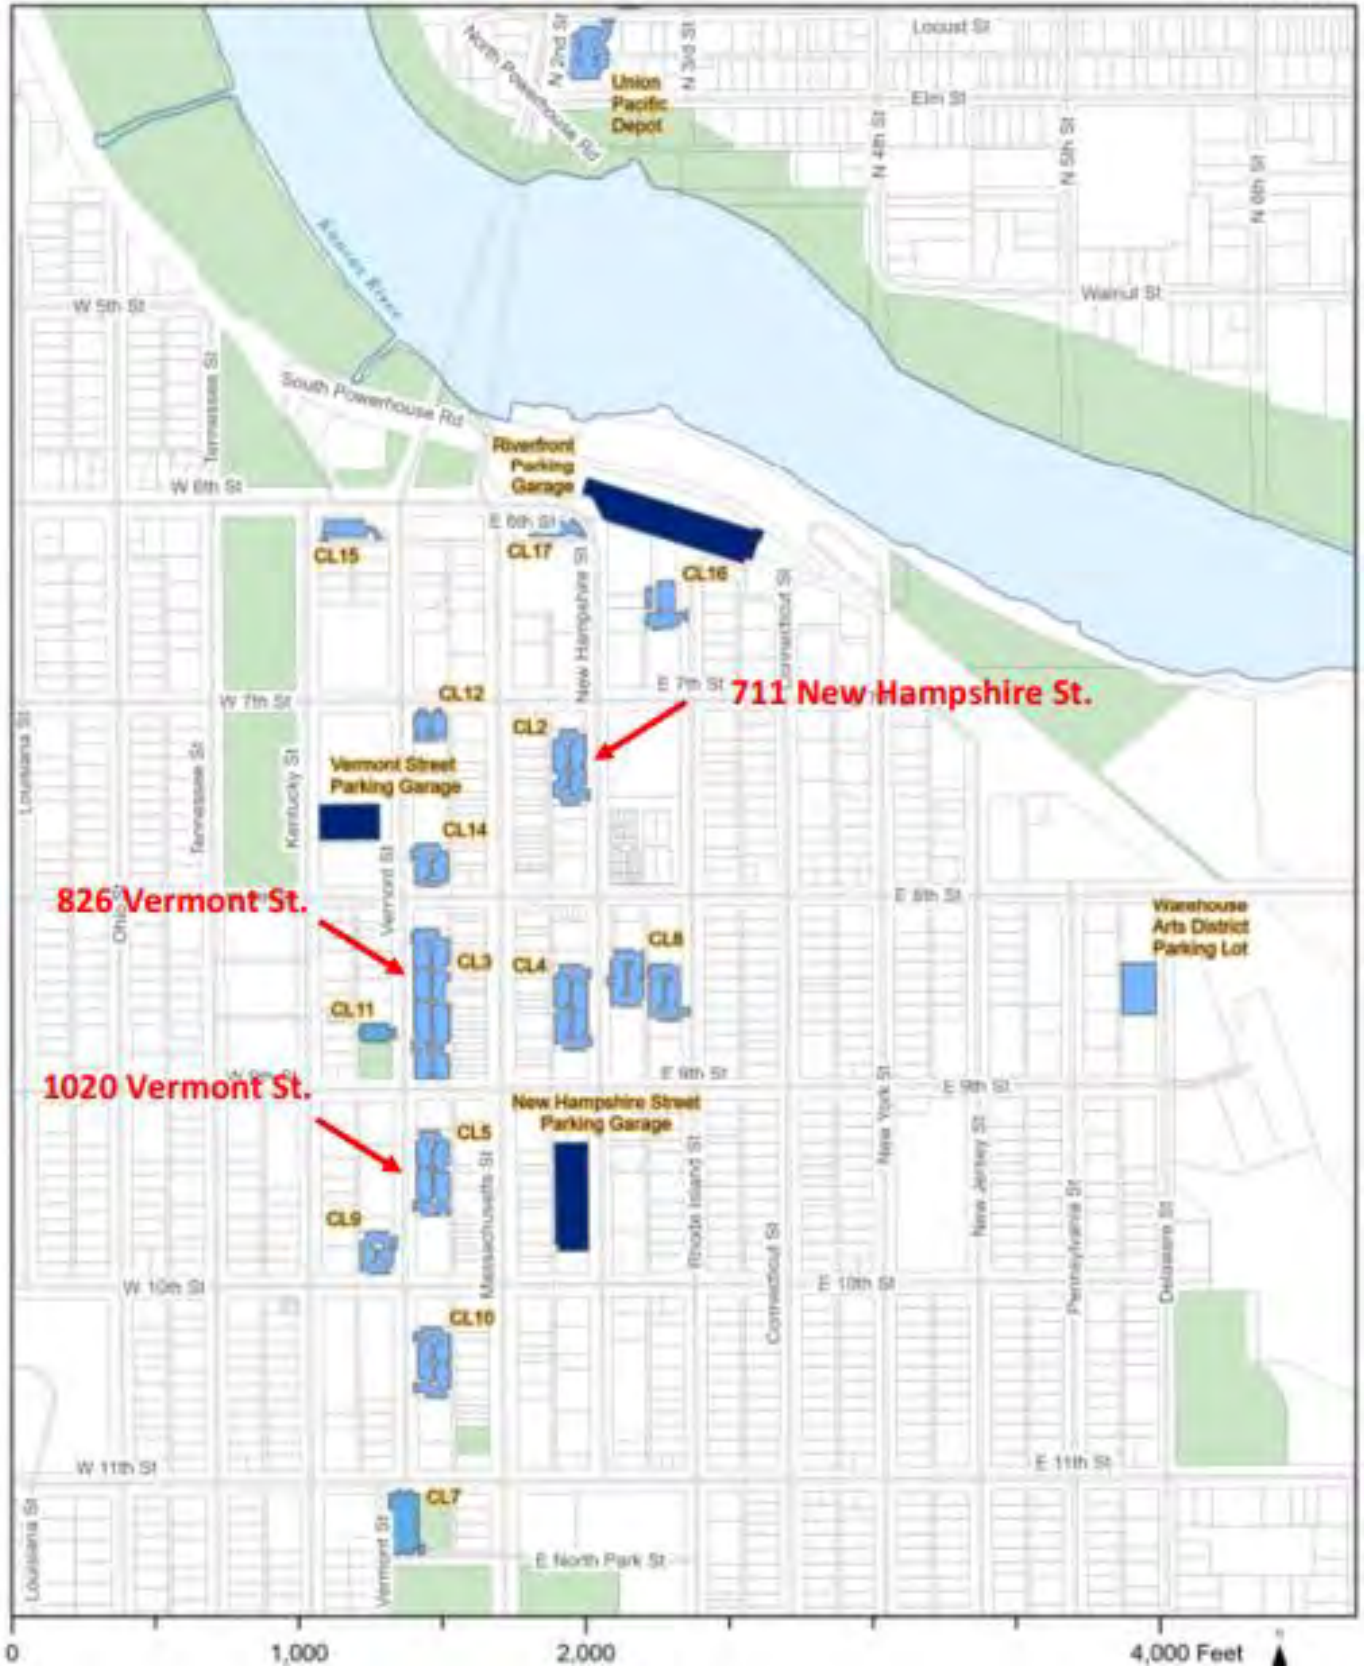 Locust St
N 2nd St
N 3rd St
North Powerhouse Rd
Union
Pacific
Depot
Elm St
N 4th St
N 5th St
N 6th St
Kansas River
W 5th St
Walnut St
Tennessee St
South Powerhouse Rd
Riverfront
Parking
Garage
W 6th St
E 6th St
CL15
CL17
CL16
New Hampshire St
Connecticut St
W 7th St
CL12
E 7th St
711 New Hampshire St.
Louisiana St
Tennessee St
Kentucky St
CL2
Vermont Street
Parking Garage
CL14
Vermont St
826 Vermont St.
Ohio St
E 8th St
Warehouse
Arts District
Parking Lot
CL3
CL4
CL8
CL11
W 9th St
E 9th St
E 9th St
1020 Vermont St.
New Hampshire Street
Parking Garage
CL5
Massachusetts St
Rhode Island St
New York St
New Jersey St
CL9
W 10th St
E 10th St
Connecticut St
Pennsylvania St
Delaware St
CL10
W 11th St
E 11th St
CL7
Louisiana St
Vermont St
E North Park St
0 1,000 2,000 4,000 Feet